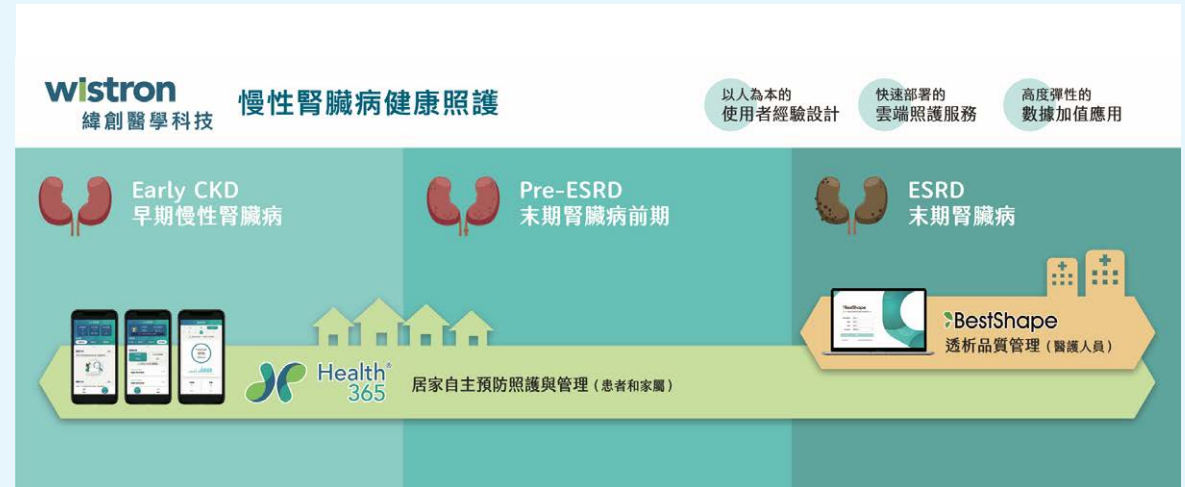 wistron
緯創醫學科技
慢性腎臟病健康照護
以人為本的
使用者經驗設計
快速部署的
雲端照護服務
高度彈性的
數據加值應用
Early CKD
早期慢性腎臟病
Pre-ESRD
末期腎臟病前期
ESRD
末期腎臟病
BestShape
透析品質管理(醫護人員)
Health®
365
居家自主預防照護與管理(患者和家屬)